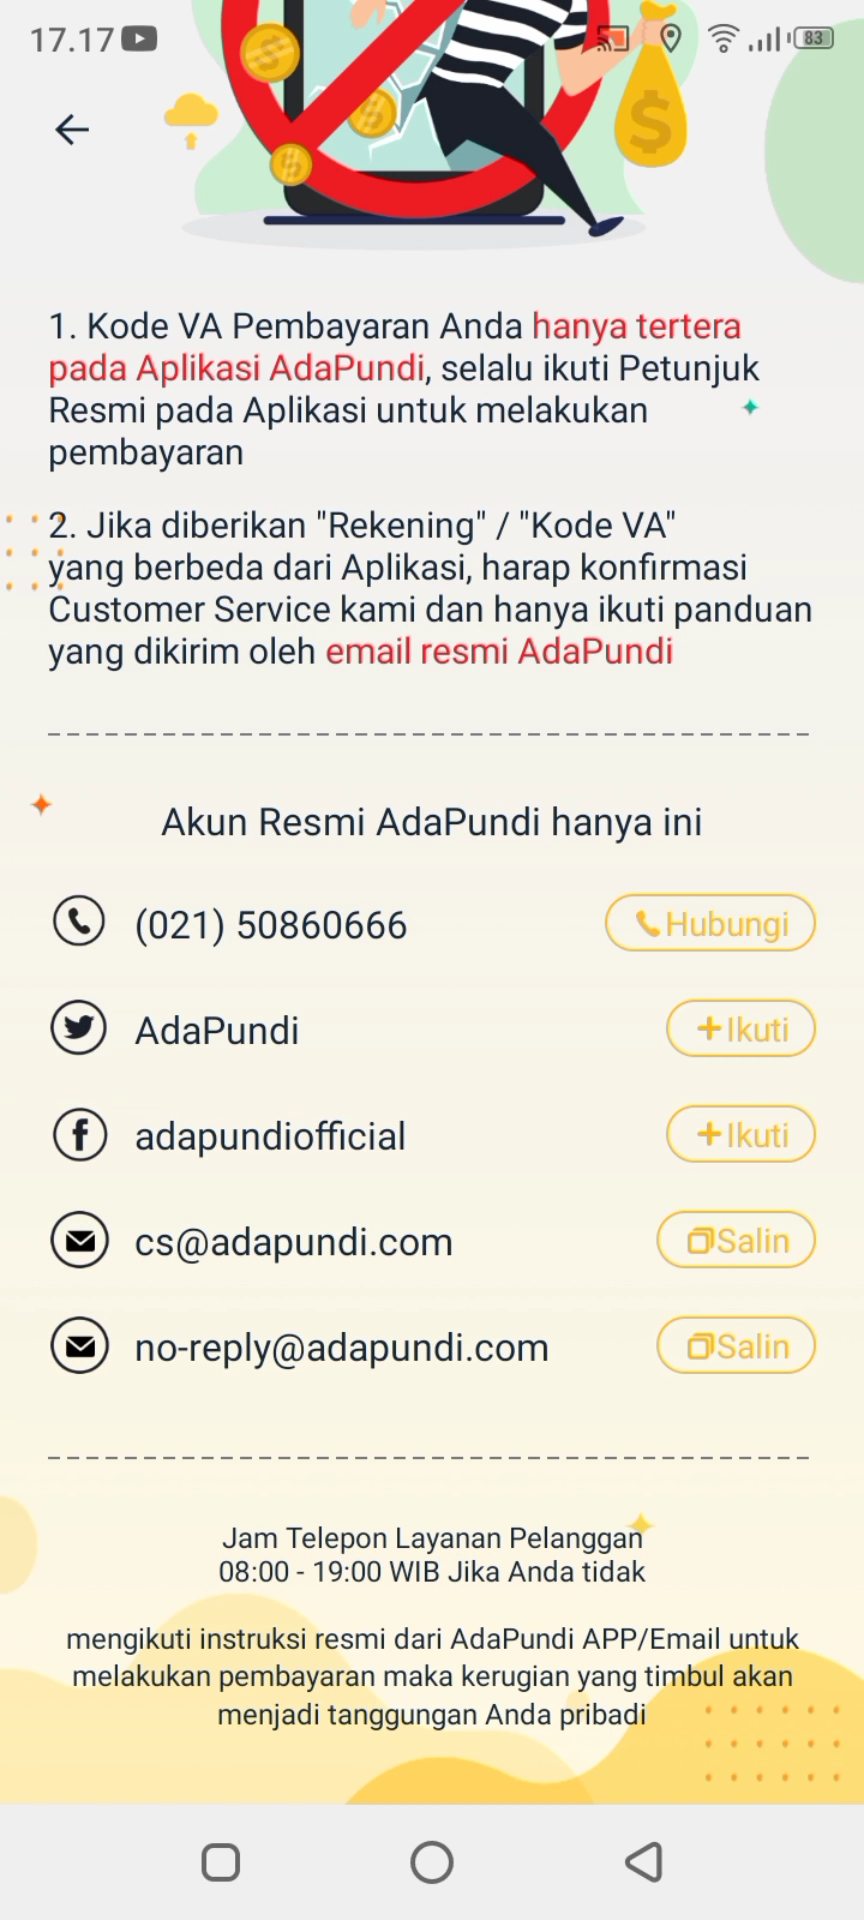 17.17
83
1. Kode VA Pembayaran Anda hanya tertera
pada Aplikasi AdaPundi, selalu ikuti Petunjuk
Resmi pada Aplikasi untuk melakukan
pembayaran
2. Jika diberikan "Rekening" / "Kode VA"
yang berbeda dari Aplikasi, harap konfirmasi
Customer Service kami dan hanya ikuti panduan
yang dikirim oleh email resmi AdaPundi
Akun Resmi AdaPundi hanya ini
(021) 50860666 Hubungi
AdaPundi +Ikuti
adapundiofficial +Ikuti
cs@adapundi.com Salin
no-reply@adapundi.com Salin
Jam Telepon Layanan Pelanggan
08:00 - 19:00 WIB Jika Anda tidak
mengikuti instruksi resmi dari AdaPundi APP/Email untuk
melakukan pembayaran maka kerugian yang timbul akan
menjadi tanggungan Anda pribadi